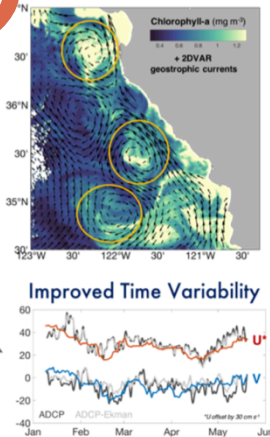 °N
Chlorophyll-a (mg m⁻³)
0.4 0.6 0.8 1 1.2
+ 2DVAR
geostrophic currents
30'
36°N
30'
35°N
30'
123°W 30' 122°W 30' 121°W 30'
Improved Time Variability
60
40
20
0
-20
-40
U*
V
ADCP ADCP-Ekman
*U offset by 30 cm s⁻¹
Jan Feb Mar Apr May Jun